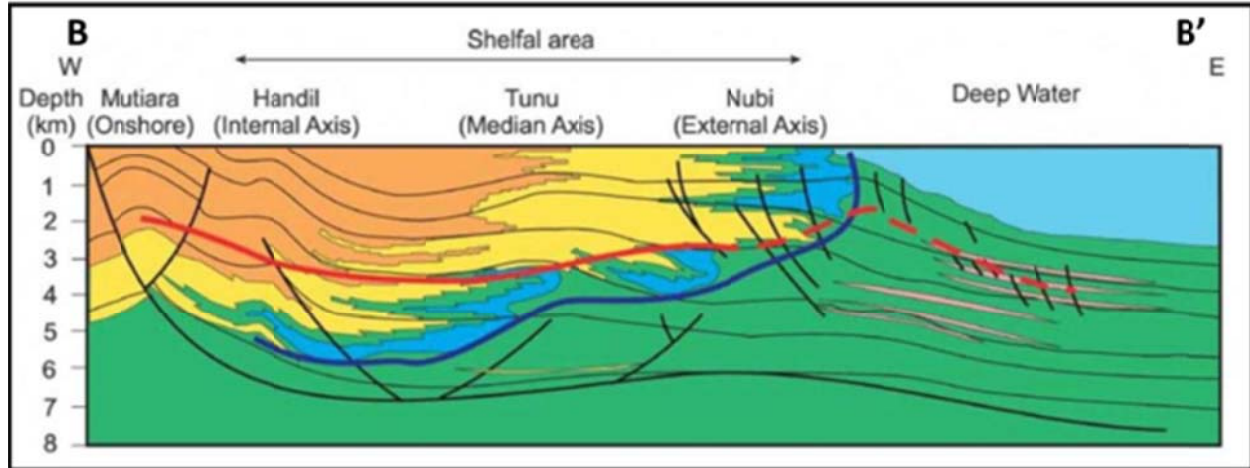 B
B'
Shelfal area
W
E
Depth
(km)
Mutiara
(Onshore)
Handil
(Internal Axis)
Tunu
(Median Axis)
Nubi
(External Axis)
Deep Water
0
1
2
3
4
5
6
7
8